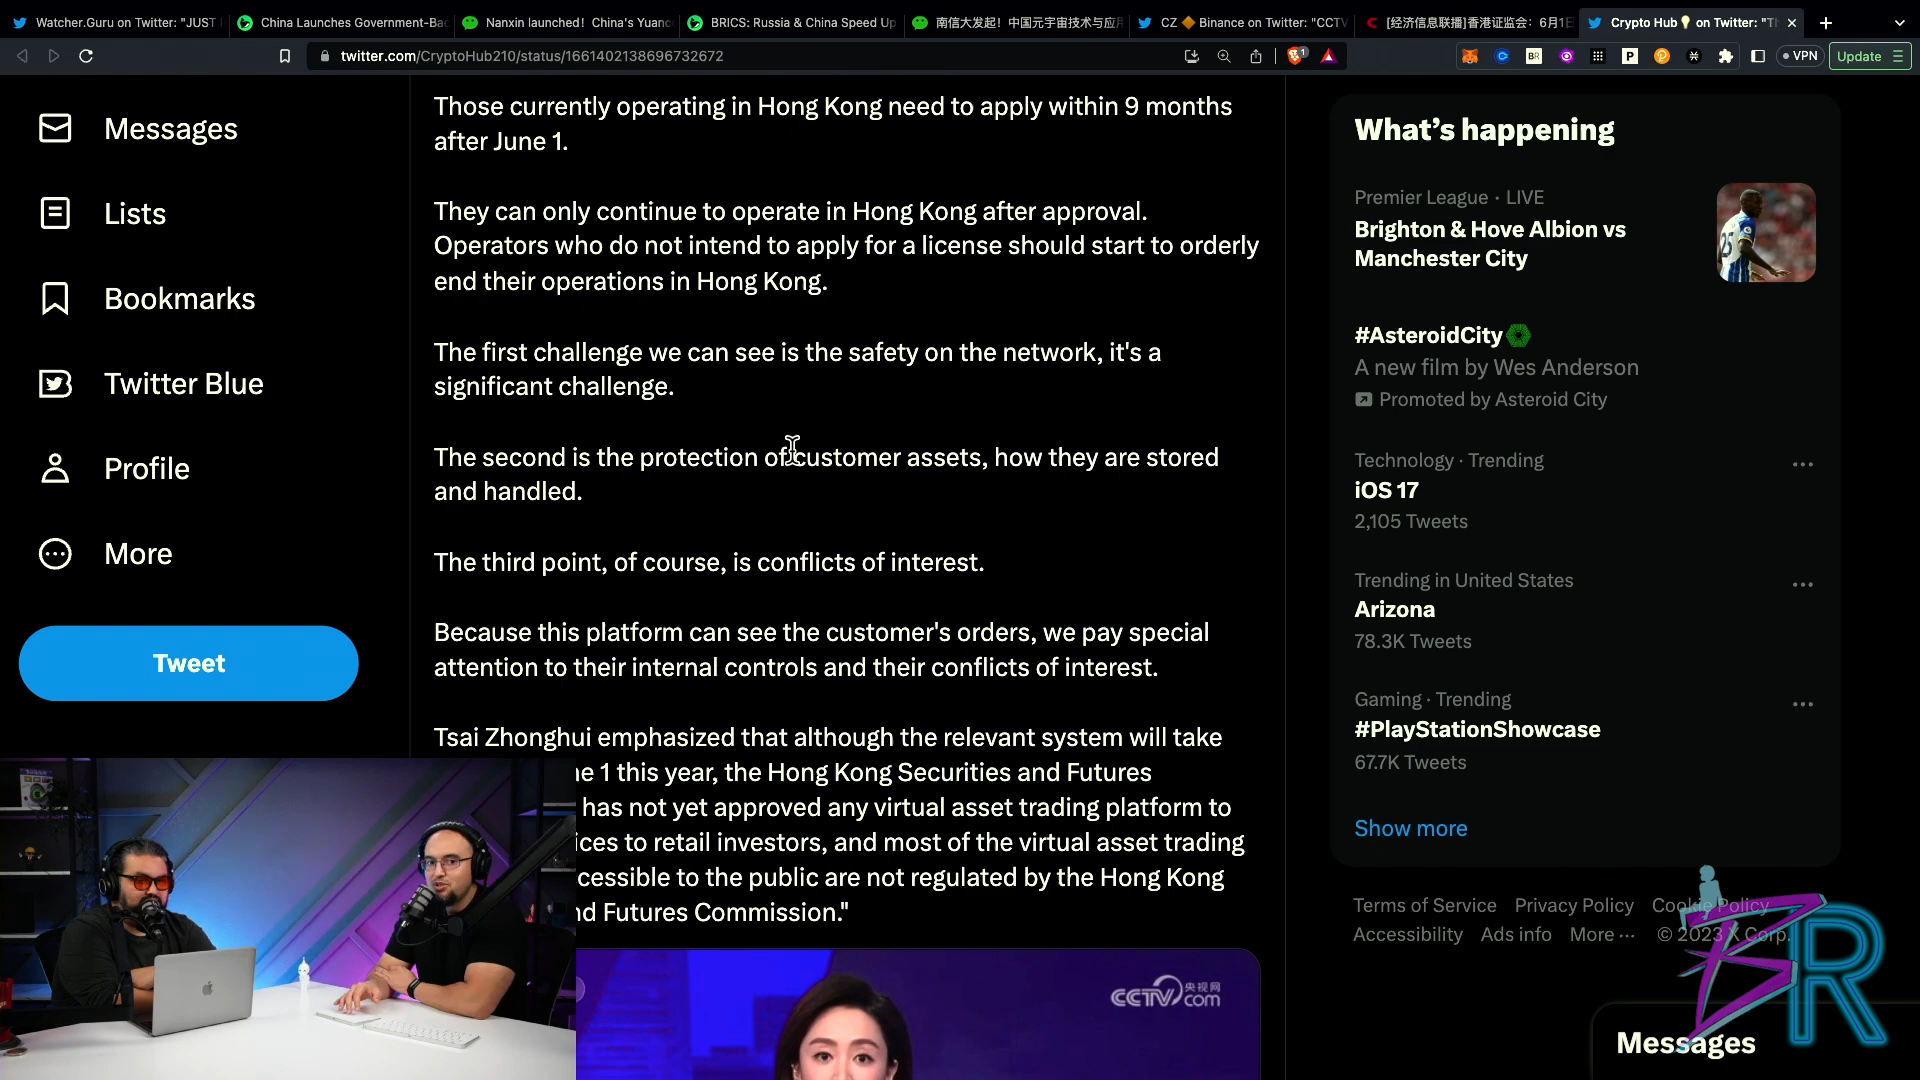 Watcher.Guru on Twitter: "JUST
China Launches Government-Bac
Nanxin launched! China's Yuanc
BRICS: Russia & China Speed Up
南信大发起！中国元宇宙技术与应用
CZ 🔶 Binance on Twitter: "CCTV
[经济信息联播]香港证监会：6月1日
Crypto Hub💡 on Twitter: "Th
twitter.com/CryptoHub210/status/1661402138696732672
VPN
Update
Messages
Lists
Bookmarks
Twitter Blue
Profile
More
Tweet
Those currently operating in Hong Kong need to apply within 9 months
after June 1.
They can only continue to operate in Hong Kong after approval.
Operators who do not intend to apply for a license should start to orderly
end their operations in Hong Kong.
The first challenge we can see is the safety on the network, it's a
significant challenge.
The second is the protection of customer assets, how they are stored
and handled.
The third point, of course, is conflicts of interest.
Because this platform can see the customer's orders, we pay special
attention to their internal controls and their conflicts of interest.
Tsai Zhonghui emphasized that although the relevant system will take
ne 1 this year, the Hong Kong Securities and Futures
has not yet approved any virtual asset trading platform to
ices to retail investors, and most of the virtual asset trading
cessible to the public are not regulated by the Hong Kong
nd Futures Commission."
CCTV 央视网
com
What's happening
Premier League · LIVE
Brighton & Hove Albion vs
Manchester City
#AsteroidCity
A new film by Wes Anderson
Promoted by Asteroid City
Technology · Trending
iOS 17
2,105 Tweets
Trending in United States
Arizona
78.3K Tweets
Gaming · Trending
#PlayStationShowcase
67.7K Tweets
Show more
Terms of Service Privacy Policy Cookie Policy
Accessibility Ads info More ··· © 2023 X Corp.
BR
Messages